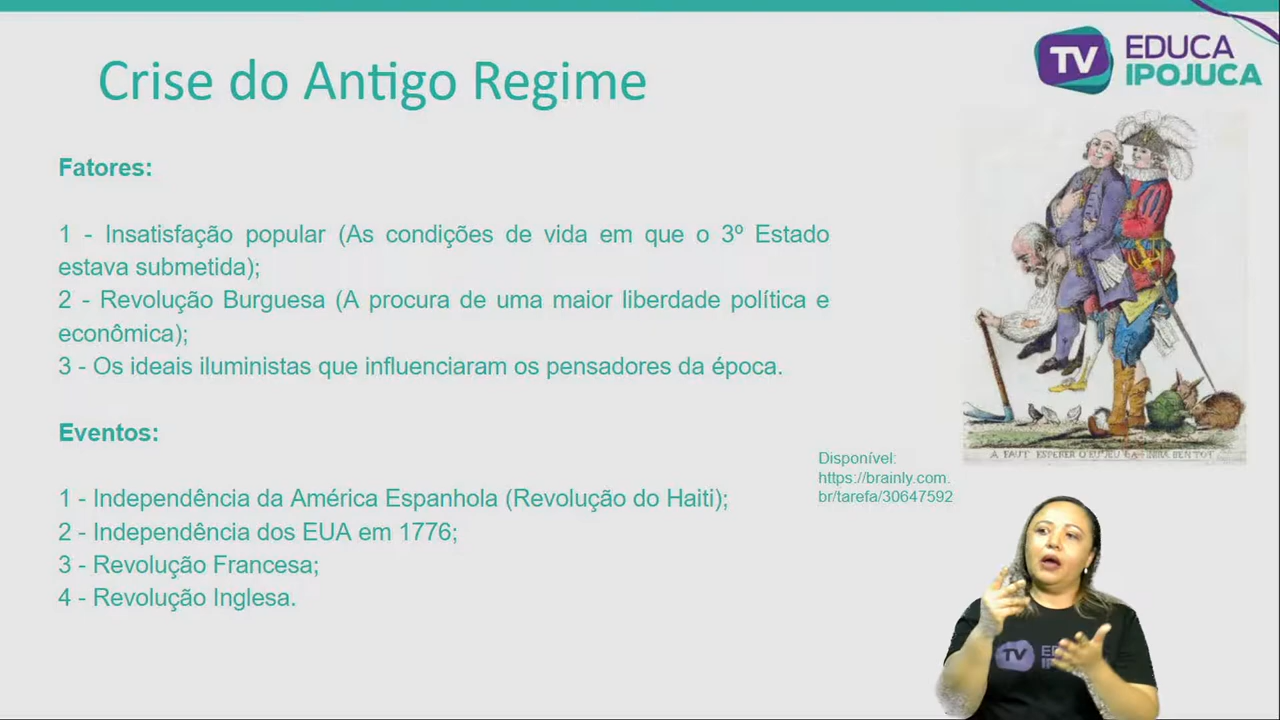 TV EDUCA
IPOJUCA
Crise do Antigo Regime
Fatores:
1 - Insatisfação popular (As condições de vida em que o 3º Estado
estava submetida);
2 - Revolução Burguesa (A procura de uma maior liberdade política e
econômica);
3 - Os ideais iluministas que influenciaram os pensadores da época.
Eventos:
1 - Independência da América Espanhola (Revolução do Haiti);
2 - Independência dos EUA em 1776;
3 - Revolução Francesa;
4 - Revolução Inglesa.
A FAUT ESPERER
Disponível:
https://brainly.com.
br/tarefa/30647592
TV